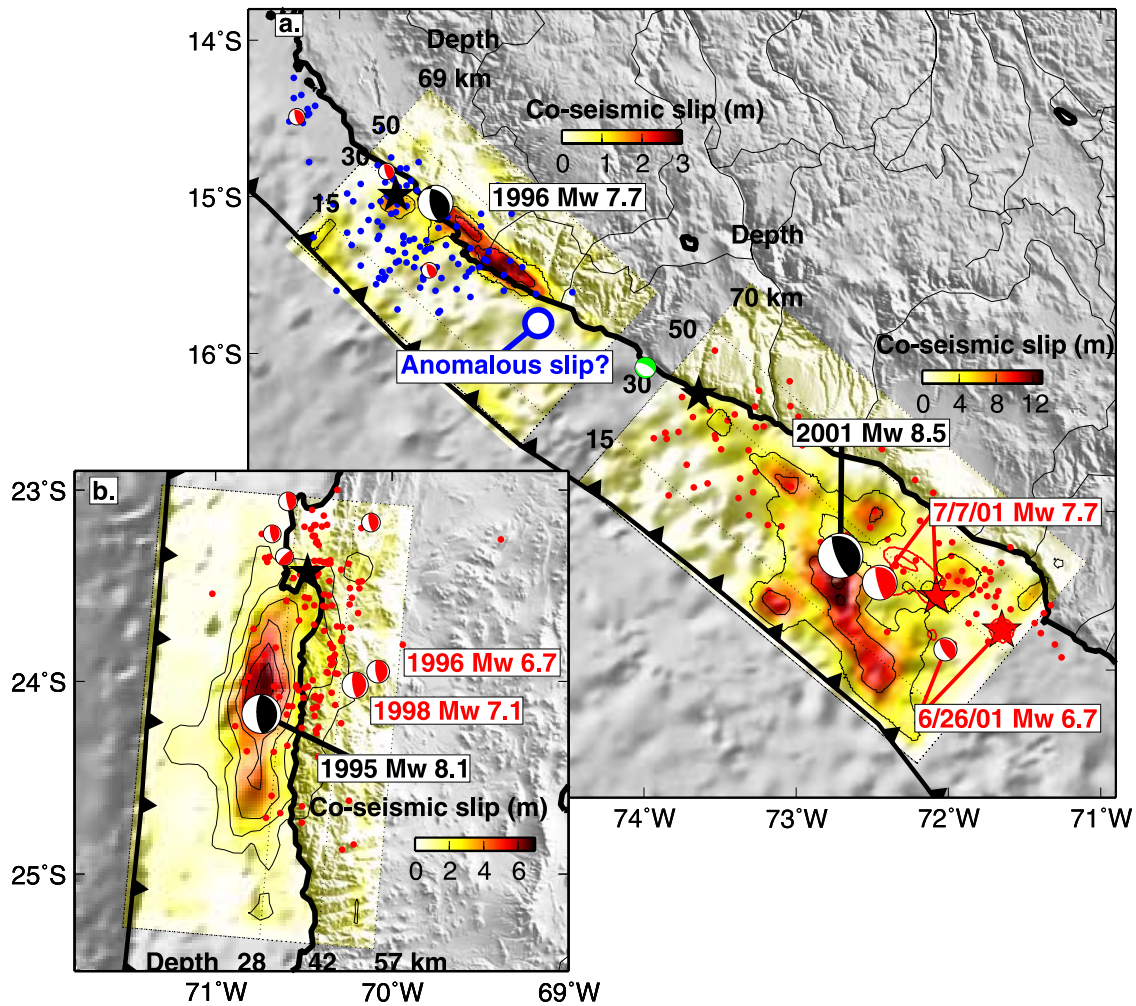 14°S
a.
Depth
69 km
50
30
15
Co-seismic slip (m)
0 1 2 3
15°S
1996 Mw 7.7
Depth
70 km
50
30
15
16°S
Anomalous slip?
Co-seismic slip (m)
0 4 8 12
2001 Mw 8.5
7/7/01 Mw 7.7
6/26/01 Mw 6.7
74°W 73°W 72°W 71°W
b.
23°S
24°S
25°S
1996 Mw 6.7
1998 Mw 7.1
1995 Mw 8.1
Co-seismic slip (m)
0 2 4 6
Depth 28 42 57 km
71°W 70°W 69°W